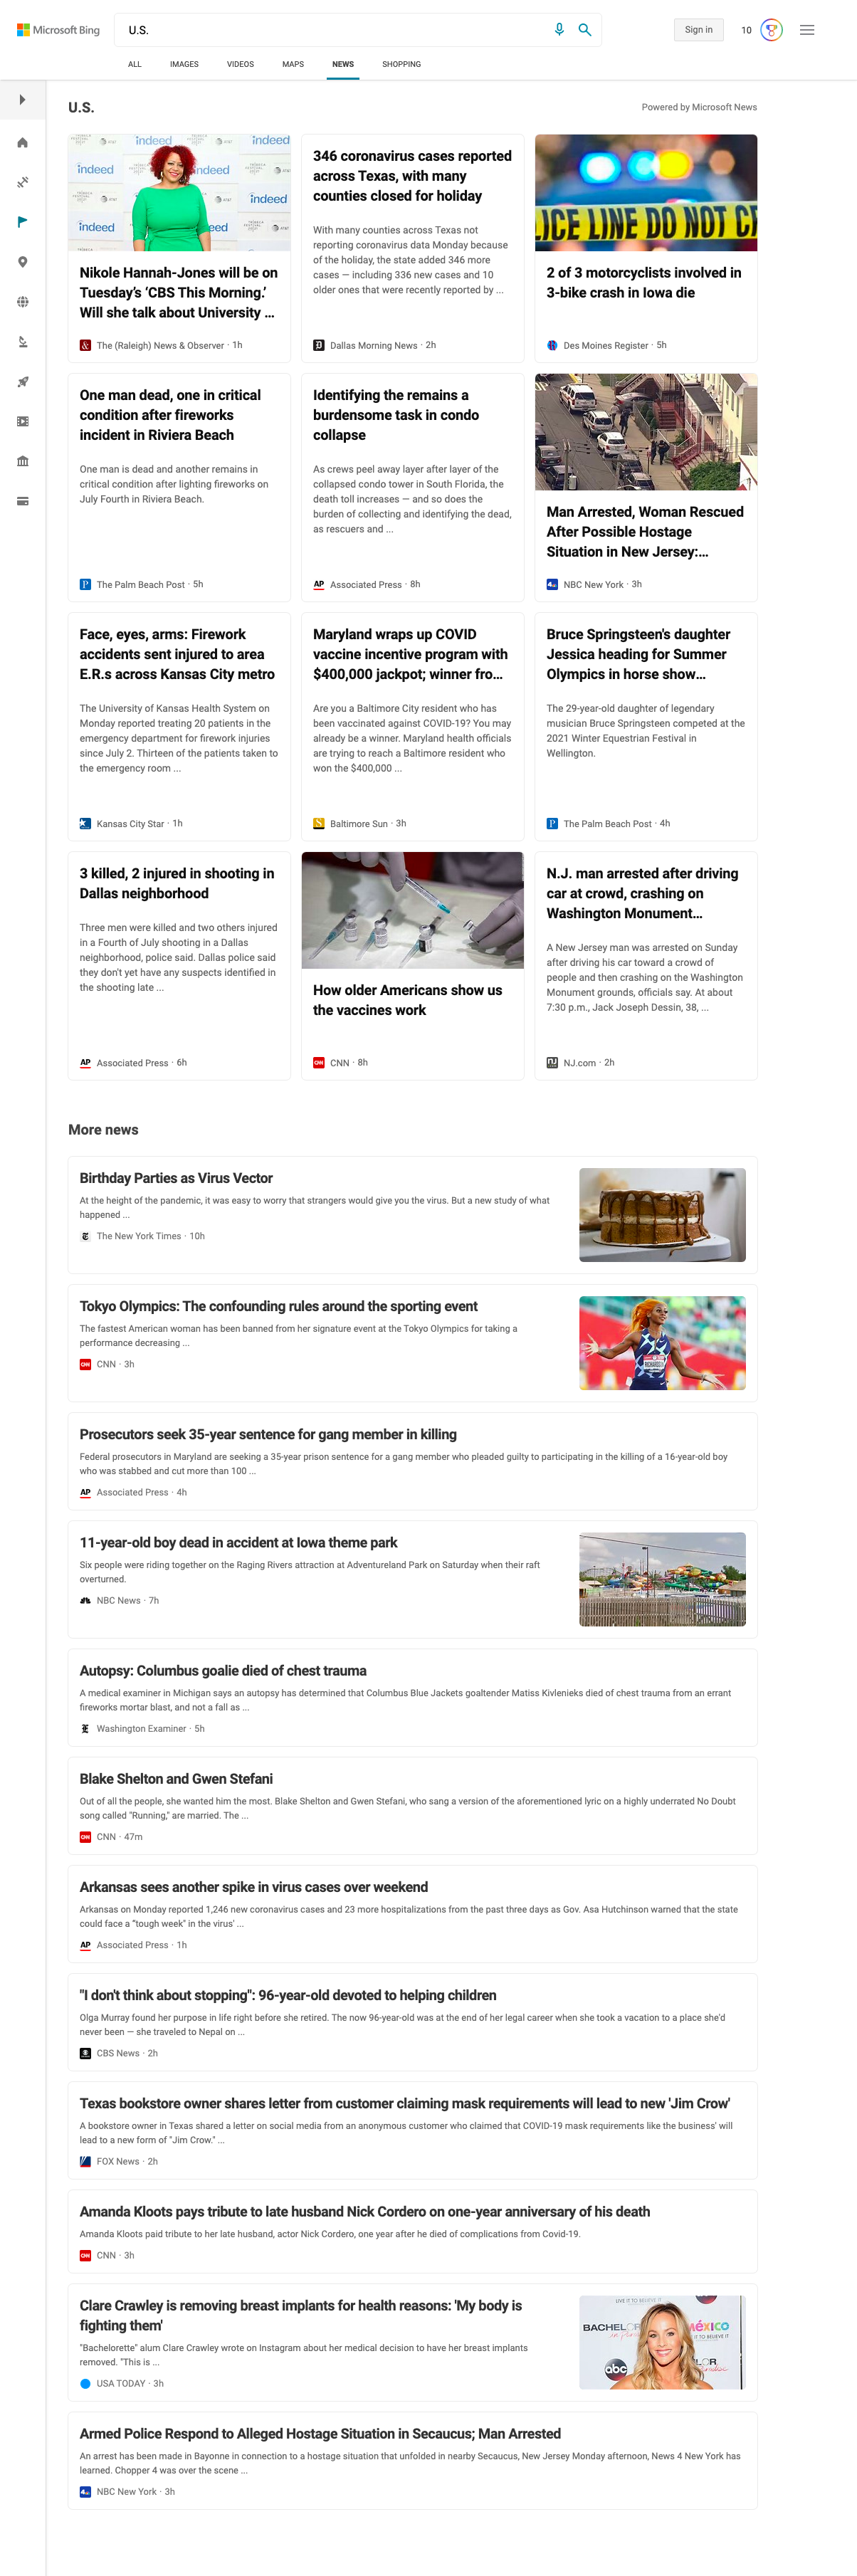 Microsoft Bing
U.S.
Sign in
10
ALL
IMAGES
VIDEOS
MAPS
NEWS
SHOPPING
U.S.
Powered by Microsoft News
indeed
Nikole Hannah-Jones will be on
Tuesday's 'CBS This Morning.'
Will she talk about University ...
The (Raleigh) News & Observer · 1h
346 coronavirus cases reported
across Texas, with many
counties closed for holiday
With many counties across Texas not
reporting coronavirus data Monday because
of the holiday, the state added 346 more
cases — including 336 new cases and 10
older ones that were recently reported by ...
Dallas Morning News · 2h
ICE LINE DO NOT C
2 of 3 motorcyclists involved in
3-bike crash in Iowa die
Des Moines Register · 5h
One man dead, one in critical
condition after fireworks
incident in Riviera Beach
One man is dead and another remains in
critical condition after lighting fireworks on
July Fourth in Riviera Beach.
The Palm Beach Post · 5h
Identifying the remains a
burdensome task in condo
collapse
As crews peel away layer after layer of the
collapsed condo tower in South Florida, the
death toll increases — and so does the
burden of collecting and identifying the dead,
as rescuers and ...
AP Associated Press · 8h
Man Arrested, Woman Rescued
After Possible Hostage
Situation in New Jersey:...
NBC New York · 3h
Face, eyes, arms: Firework
accidents sent injured to area
E.R.s across Kansas City metro
The University of Kansas Health System on
Monday reported treating 20 patients in the
emergency department for firework injuries
since July 2. Thirteen of the patients taken to
the emergency room ...
Kansas City Star · 1h
Maryland wraps up COVID
vaccine incentive program with
$400,000 jackpot; winner fro...
Are you a Baltimore City resident who has
been vaccinated against COVID-19? You may
already be a winner. Maryland health officials
are trying to reach a Baltimore resident who
won the $400,000 ...
Baltimore Sun · 3h
Bruce Springsteen's daughter
Jessica heading for Summer
Olympics in horse show...
The 29-year-old daughter of legendary
musician Bruce Springsteen competed at the
2021 Winter Equestrian Festival in
Wellington.
The Palm Beach Post · 4h
3 killed, 2 injured in shooting in
Dallas neighborhood
Three men were killed and two others injured
in a Fourth of July shooting in a Dallas
neighborhood, police said. Dallas police said
they don't yet have any suspects identified in
the shooting late ...
AP Associated Press · 6h
How older Americans show us
the vaccines work
CNN · 8h
N.J. man arrested after driving
car at crowd, crashing on
Washington Monument...
A New Jersey man was arrested on Sunday
after driving his car toward a crowd of
people and then crashing on the Washington
Monument grounds, officials say. At about
7:30 p.m., Jack Joseph Dessin, 38, ...
NJ.com · 2h
More news
Birthday Parties as Virus Vector
At the height of the pandemic, it was easy to worry that strangers would give you the virus. But a new study of what
happened ...
The New York Times · 10h
Tokyo Olympics: The confounding rules around the sporting event
The fastest American woman has been banned from her signature event at the Tokyo Olympics for taking a
performance decreasing ...
CNN · 3h
RICHARDSON
Prosecutors seek 35-year sentence for gang member in killing
Federal prosecutors in Maryland are seeking a 35-year prison sentence for a gang member who pleaded guilty to participating in the killing of a 16-year-old boy
who was stabbed and cut more than 100 ...
AP Associated Press · 4h
11-year-old boy dead in accident at Iowa theme park
Six people were riding together on the Raging Rivers attraction at Adventureland Park on Saturday when their raft
overturned.
NBC News · 7h
Autopsy: Columbus goalie died of chest trauma
A medical examiner in Michigan says an autopsy has determined that Columbus Blue Jackets goaltender Matiss Kivlenieks died of chest trauma from an errant
fireworks mortar blast, and not a fall as ...
Washington Examiner · 5h
Blake Shelton and Gwen Stefani
Out of all the people, she wanted him the most. Blake Shelton and Gwen Stefani, who sang a version of the aforementioned lyric on a highly underrated No Doubt
song called "Running," are married. The ...
CNN · 47m
Arkansas sees another spike in virus cases over weekend
Arkansas on Monday reported 1,246 new coronavirus cases and 23 more hospitalizations from the past three days as Gov. Asa Hutchinson warned that the state
could face a "tough week" in the virus' ...
AP Associated Press · 1h
"I don't think about stopping": 96-year-old devoted to helping children
Olga Murray found her purpose in life right before she retired. The now 96-year-old was at the end of her legal career when she took a vacation to a place she'd
never been — she traveled to Nepal on ...
CBS News · 2h
Texas bookstore owner shares letter from customer claiming mask requirements will lead to new 'Jim Crow'
A bookstore owner in Texas shared a letter on social media from an anonymous customer who claimed that COVID-19 mask requirements like the business' will
lead to a new form of "Jim Crow." ...
FOX News · 2h
Amanda Kloots pays tribute to late husband Nick Cordero on one-year anniversary of his death
Amanda Kloots paid tribute to her late husband, actor Nick Cordero, one year after he died of complications from Covid-19.
CNN · 3h
Clare Crawley is removing breast implants for health reasons: 'My body is
fighting them'
"Bachelorette" alum Clare Crawley wrote on Instagram about her medical decision to have her breast implants
removed. "This is ...
USA TODAY · 3h
LIVE IT TO BELIEVE IT
BACHELOR
MÉXICO
abc
Armed Police Respond to Alleged Hostage Situation in Secaucus; Man Arrested
An arrest has been made in Bayonne in connection to a hostage situation that unfolded in nearby Secaucus, New Jersey Monday afternoon, News 4 New York has
learned. Chopper 4 was over the scene ...
NBC New York · 3h